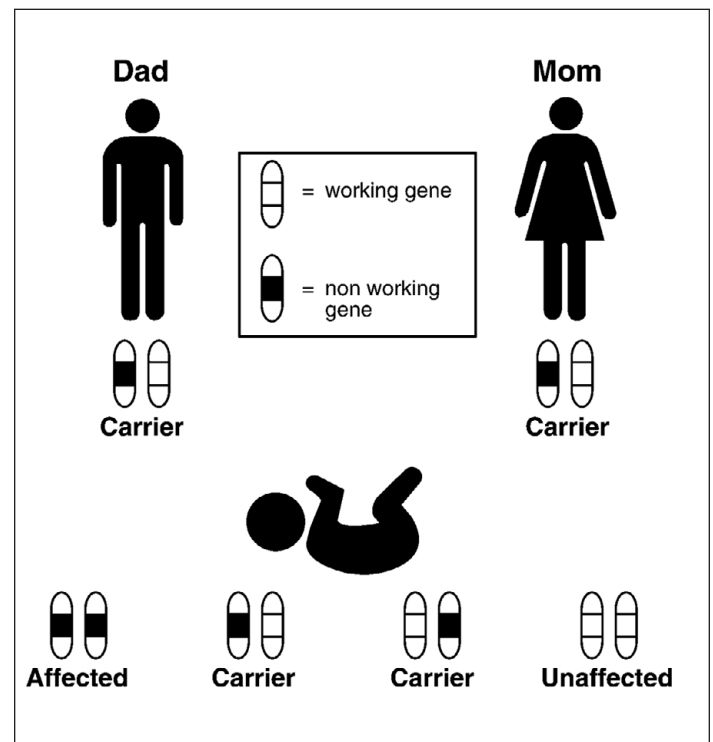 Dad
Mom
= working gene
= non working
gene
Carrier
Carrier
Affected
Carrier
Carrier
Unaffected